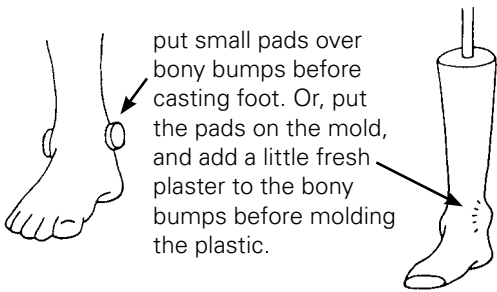 put small pads over
bony bumps before
casting foot. Or, put
the pads on the mold,
and add a little fresh
plaster to the bony
bumps before molding
the plastic.